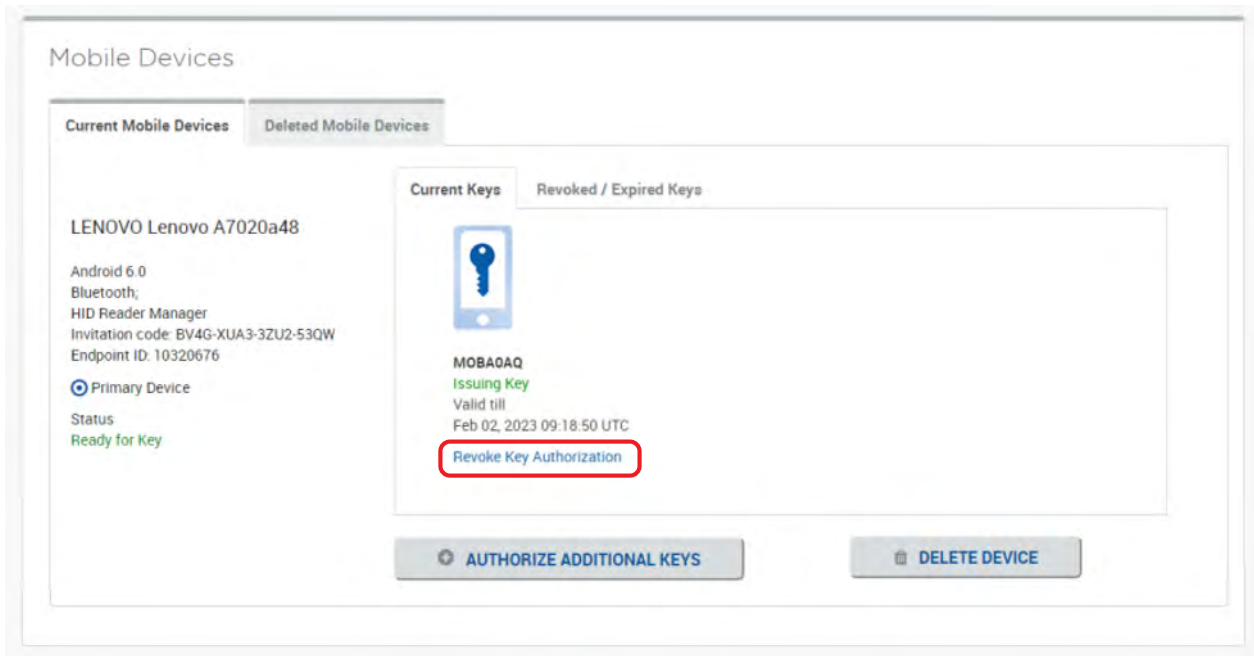 Mobile Devices
Current Mobile Devices
Deleted Mobile Devices
LENOVO Lenovo A7020a48
Android 6.0
Bluetooth;
HID Reader Manager
Invitation code: BV4G-XUA3-3ZU2-53QW
Endpoint ID: 10320676
Primary Device
Status
Ready for Key
Current Keys
Revoked / Expired Keys
MOBA0AQ
Issuing Key
Valid till
Feb 02, 2023 09:18:50 UTC
Revoke Key Authorization
AUTHORIZE ADDITIONAL KEYS
DELETE DEVICE